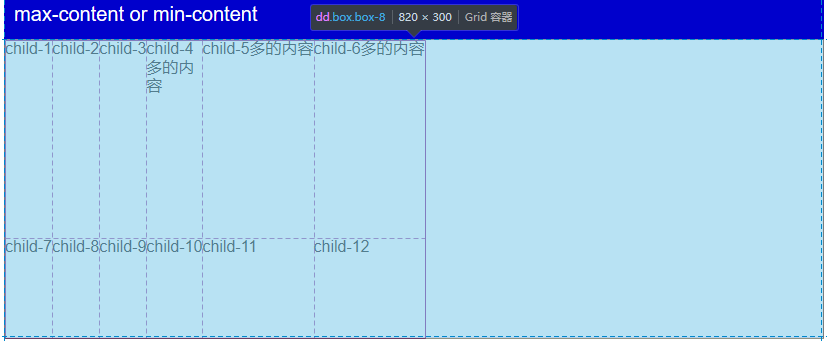 max-content or min-content
dd.box.box-8 820 × 300 Grid 容器
child-1 child-2 child-3 child-4 child-5多的内容 child-6多的内容
多的内
容
child-7 child-8 child-9 child-10 child-11 child-12